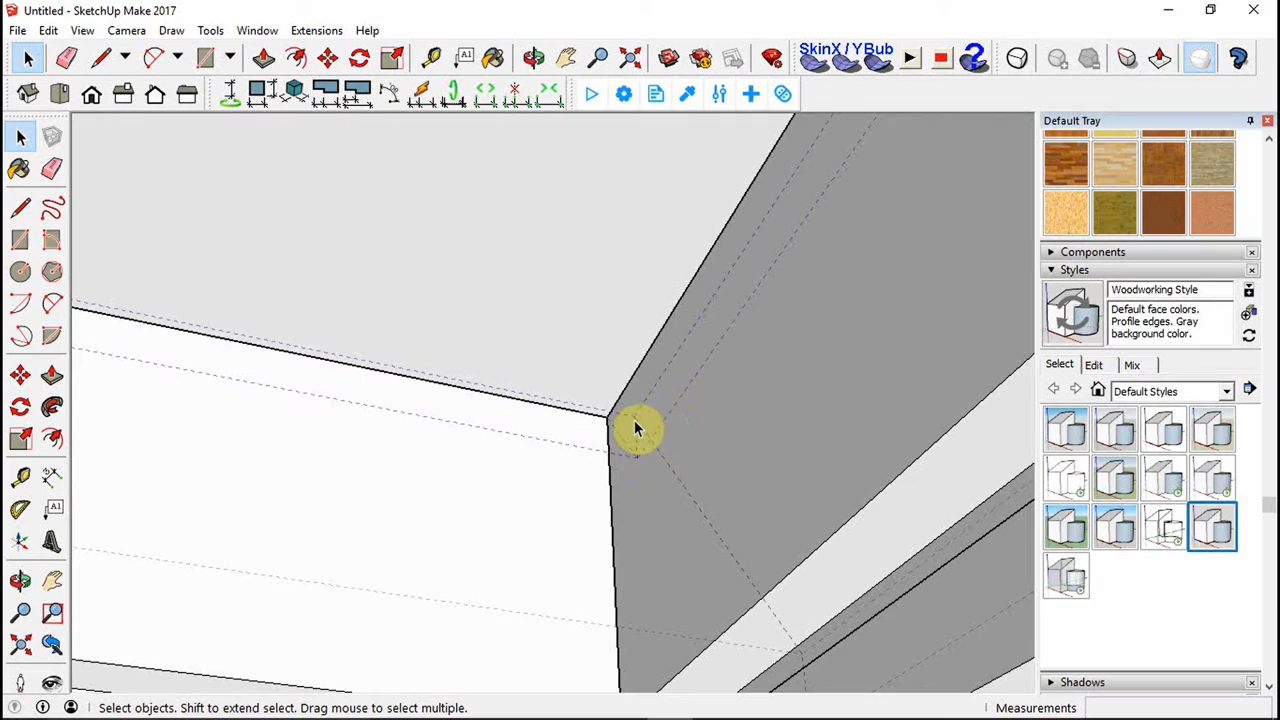 Untitled - SketchUp Make 2017
File Edit View Camera Draw Tools Window Extensions Help
A1
SkinX / YBub
Default Tray
Components
Styles
Woodworking Style
Default face colors.
Profile edges. Gray
background color.
Select Edit Mix
Default Styles
A1
Shadows
Select objects. Shift to extend select. Drag mouse to select multiple.
Measurements